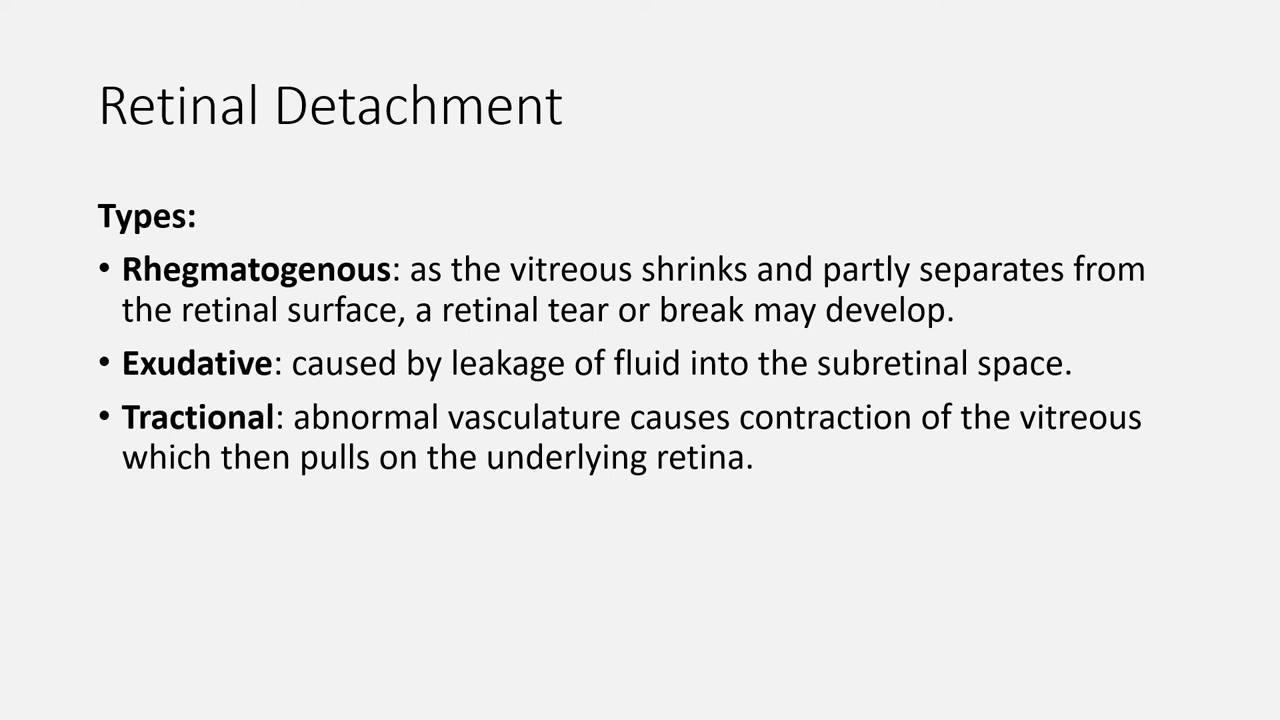 Retinal Detachment
Types:
• Rhegmatogenous: as the vitreous shrinks and partly separates from
the retinal surface, a retinal tear or break may develop.
• Exudative: caused by leakage of fluid into the subretinal space.
• Tractional: abnormal vasculature causes contraction of the vitreous
which then pulls on the underlying retina.